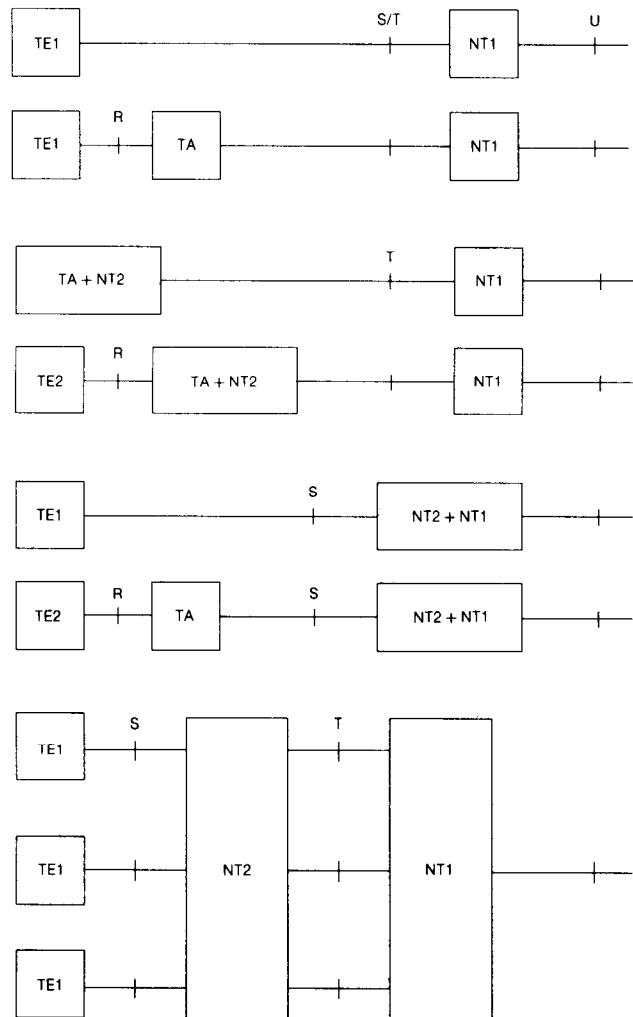 S/T U
TE1 NT1
R
TE1 TA NT1
T
TA + NT2 NT1
R
TE2 TA + NT2 NT1
S
TE1 NT2 + NT1
R S
TE2 TA NT2 + NT1
S T
TE1
TE1 NT2 NT1
TE1